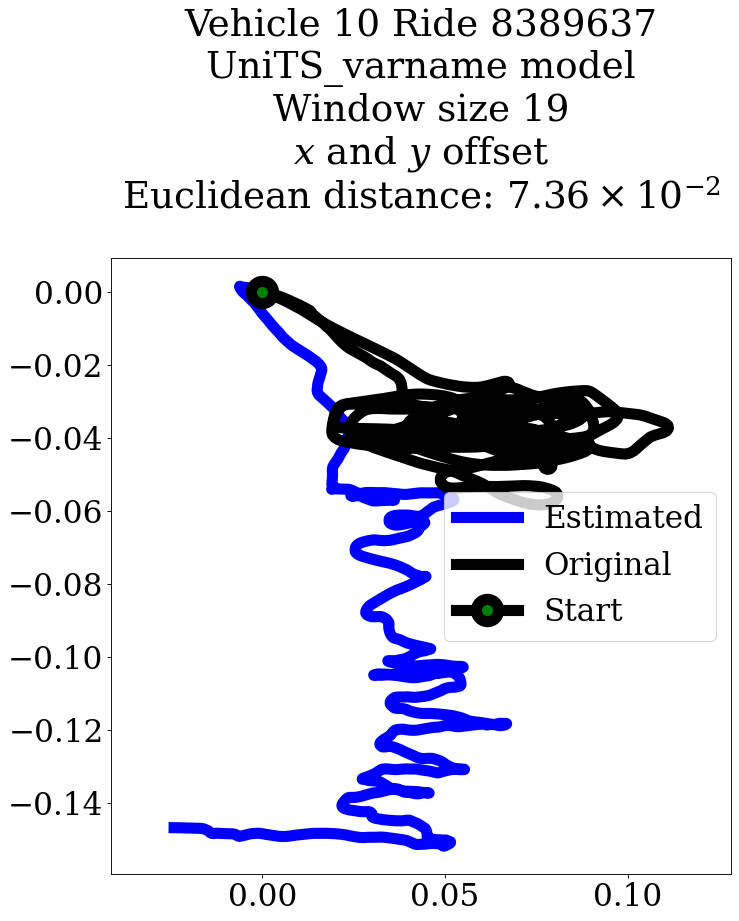 Vehicle 10 Ride 8389637
UniTS_varname model
Window size 19
x and y offset
Euclidean distance: 7.36 × 10⁻²
0.00
−0.02
−0.04
−0.06
−0.08
−0.10
−0.12
−0.14
Estimated
Original
Start
0.00 0.05 0.10